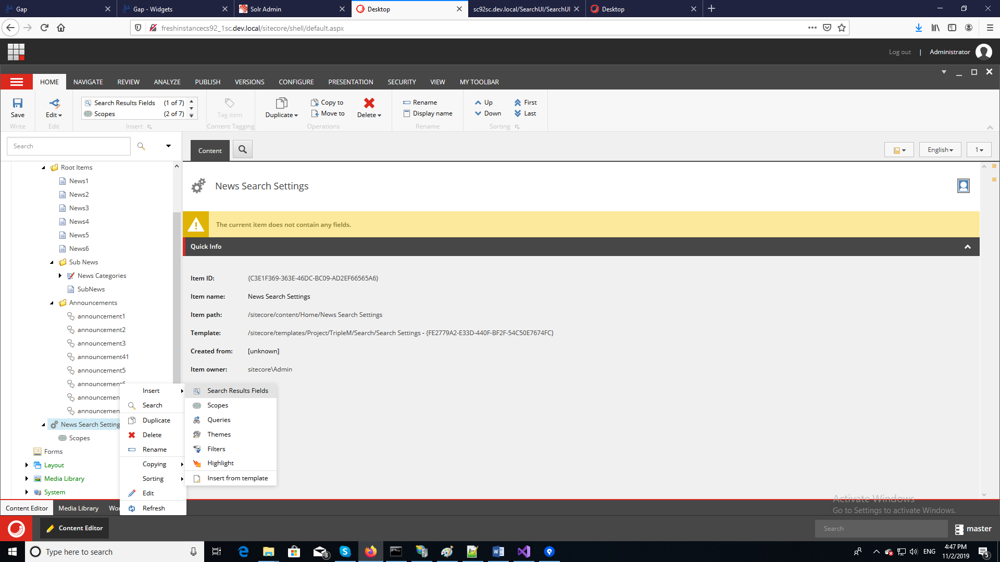 Gap
Gap - Widgets
Solr Admin
Desktop
sc92sc.dev.local/SearchUI/SearchUI
Desktop
freshinstancecs92_1sc.dev.local/sitecore/shell/default.aspx
Log out | Administrator
HOME NAVIGATE REVIEW ANALYZE PUBLISH VERSIONS CONFIGURE PRESENTATION SECURITY VIEW MY TOOLBAR
Save
Write
Edit
Edit
Search Results Fields (1 of 7)
Scopes (2 of 7)
Insert
Tag item
Content Tagging
Duplicate
Copy to
Move to
Delete
Operations
Rename
Display name
Rename
Up
Down
First
Last
Sorting
Search
Content
English
1
Root Items
News1
News2
News3
News4
News5
News6
Sub News
News Categories
SubNews
Announcements
announcement1
announcement2
announcement3
announcement41
announcement5
announcement6
announcemen
announcemen
News Search Setting
Scopes
Forms
Layout
Media Library
System
Insert
Search
Duplicate
Delete
Rename
Copying
Sorting
Edit
Refresh
Search Results Fields
Scopes
Queries
Themes
Filters
Highlight
Insert from template
News Search Settings
The current item does not contain any fields.
Quick Info
Item ID: {C3E1F369-363E-46DC-BC09-AD2EF66565A6}
Item name: News Search Settings
Item path: /sitecore/content/Home/News Search Settings
Template: /sitecore/templates/Project/TripleM/Search/Search Settings - {FE2779A2-E33D-440F-BF2F-54C50E7674FC}
Created from: [unknown]
Item owner: sitecore\Admin
Activate Windows
Go to Settings to activate Windows.
Content Editor Media Library Wor
Content Editor
Search
master
Type here to search
3
ENG
4:47 PM
11/2/2019
5